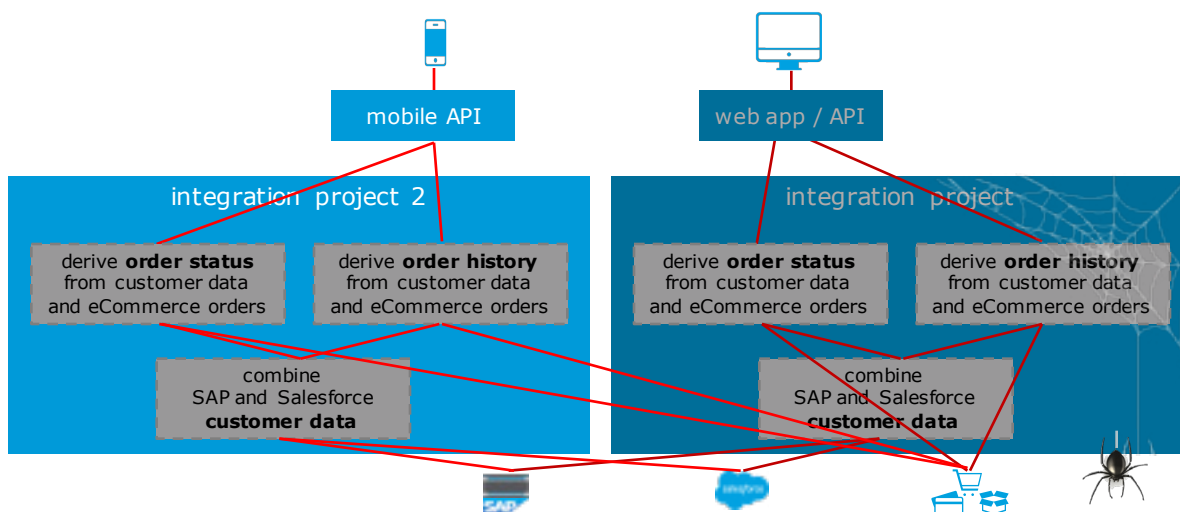 mobile API
web app / API
integration project 2
derive order status
from customer data
and eCommerce orders
derive order history
from customer data
and eCommerce orders
combine
SAP and Salesforce
customer data
integration project
derive order status
from customer data
and eCommerce orders
derive order history
from customer data
and eCommerce orders
combine
SAP and Salesforce
customer data
SAP
salesforce